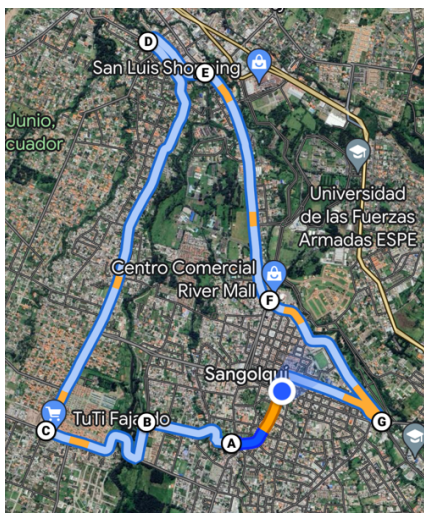 D
San Luis Shopping
E
Junio,
cuador
Universidad
de las Fuerzas
Armadas ESPE
Centro Comercial
River Mall
F
Sangolquí
TuTi Fajardo
B
C
A
G